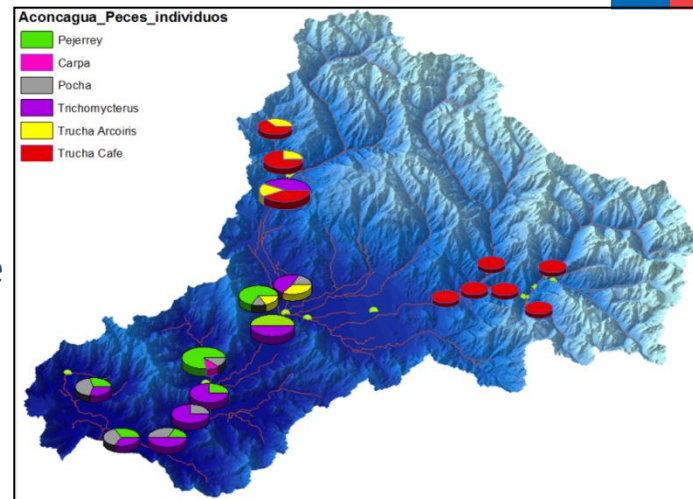 Aconcagua_Peces_individuos
Pejerrey
Carpa
Pocha
Trichomycterus
Trucha Arcoiris
Trucha Cafe
e